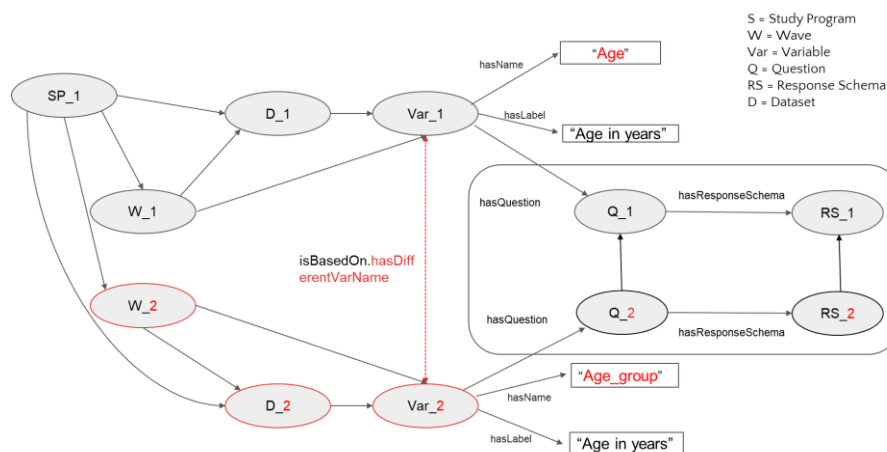 S = Study Program
W = Wave
Var = Variable
Q = Question
RS = Response Schema
D = Dataset
hasName
"Age"
SP_1
D_1
Var_1
hasLabel
"Age in years"
W_1
hasQuestion
Q_1
hasResponseSchema
RS_1
isBasedOn.hasDiff
erentVarName
W_2
hasQuestion
Q_2
hasResponseSchema
RS_2
D_2
Var_2
"Age_group"
hasName
hasLabel
"Age in years"